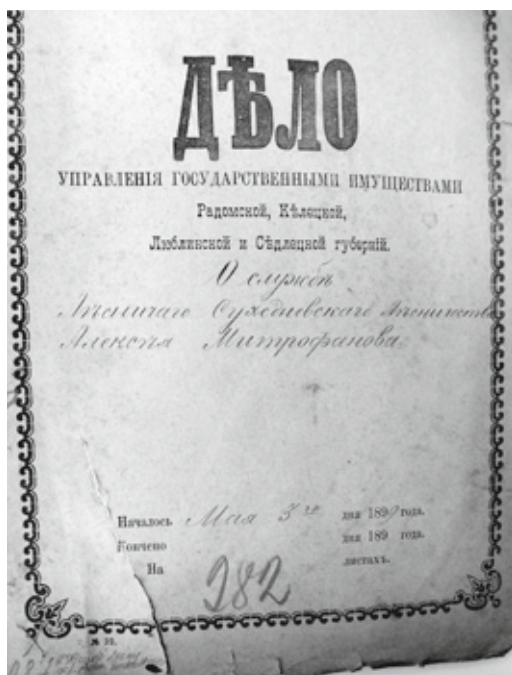 ДѢЛО
УПРАВЛЕНІЯ ГОСУДАРСТВЕННЫМИ ИМУЩЕСТВАМИ
Радомской, Кѣлецкой,
Люблинской и Сѣдлецкой губерній.
О службѣ
Лѣсничаго Сухедневскаго Лѣсничества
Алексѣя Митрофанова
Началось Мая 3го дня 1899 года.
Кончено дня 189 года.
На 282 листахъ.